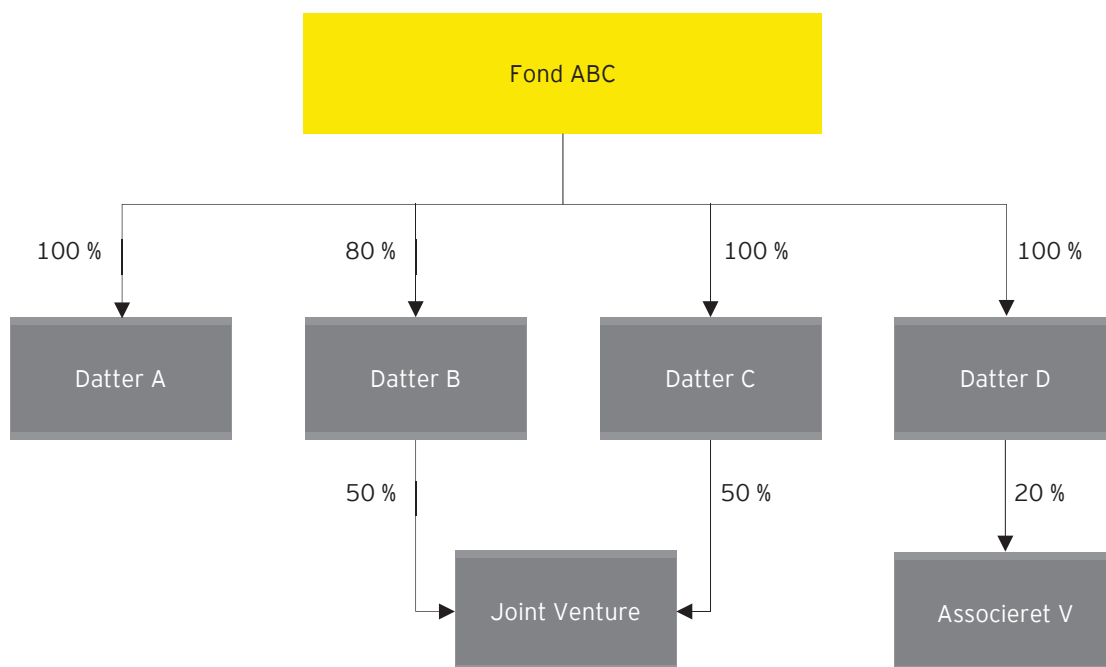 Fond ABC
100 %
80 %
100 %
100 %
Datter A
Datter B
Datter C
Datter D
50 %
50 %
20 %
Joint Venture
Associeret V